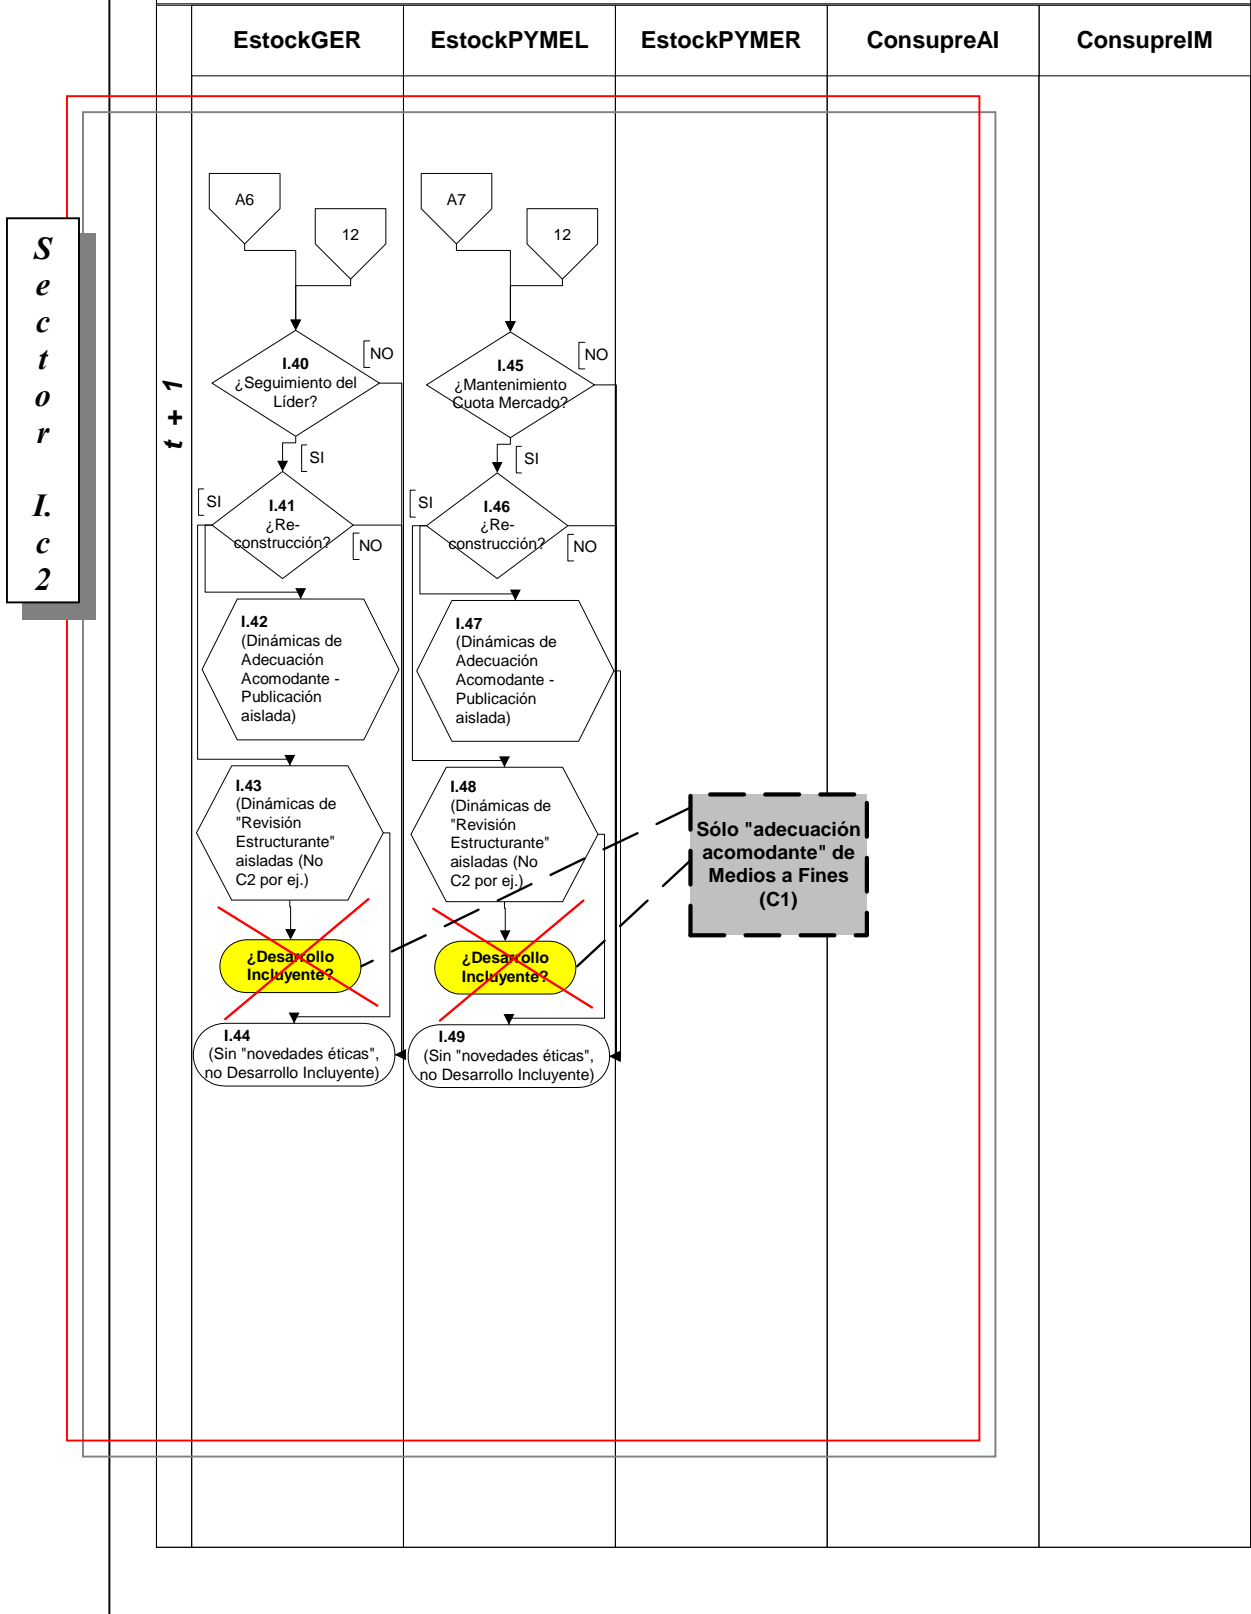 EstockGER
EstockPYMEL
EstockPYMER
ConsupreAI
ConsupreIM
S
e
c
t
o
r
I.
c
2
t + 1
A6
12
I.40
¿Seguimiento del
Líder?
NO
SI
I.41
¿Re-
construcción?
SI
NO
I.42
(Dinámicas de
Adecuación
Acomodante -
Publicación
aislada)
I.43
(Dinámicas de
"Revisión
Estructurante"
aisladas (No
C2 por ej.)
¿Desarrollo
Incluyente?
I.44
(Sin "novedades éticas",
no Desarrollo Incluyente)
A7
12
I.45
¿Mantenimiento
Cuota Mercado?
NO
SI
I.46
¿Re-
construcción?
SI
NO
I.47
(Dinámicas de
Adecuación
Acomodante -
Publicación
aislada)
I.48
(Dinámicas de
"Revisión
Estructurante"
aisladas (No
C2 por ej.)
¿Desarrollo
Incluyente?
I.49
(Sin "novedades éticas",
no Desarrollo Incluyente)
Sólo "adecuación
acomodante" de
Medios a Fines
(C1)